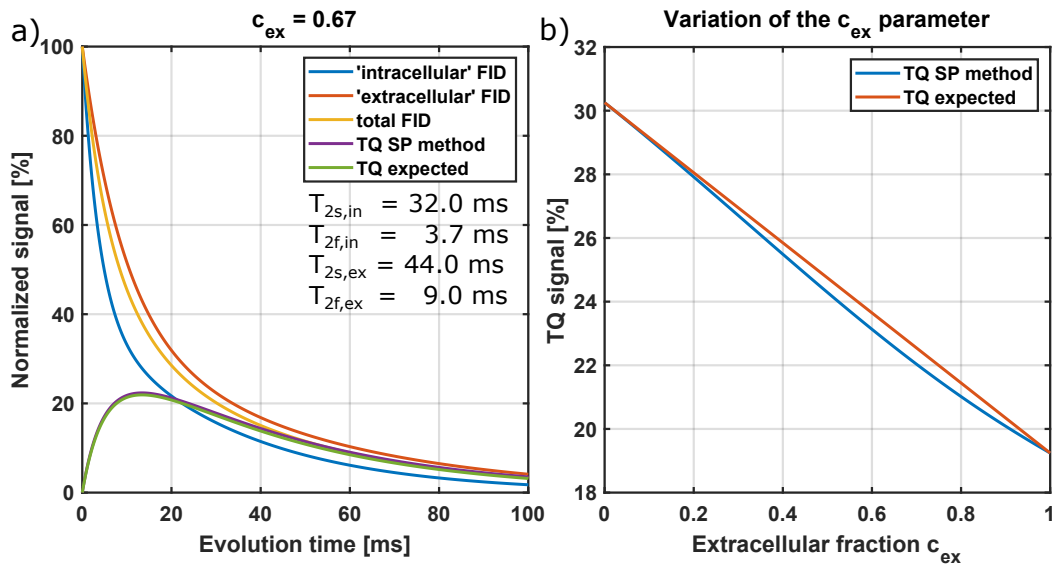 a)
c_ex = 0.67
100
80
60
40
20
0
Normalized signal [%]
'intracellular' FID
'extracellular' FID
total FID
TQ SP method
TQ expected
T_2s,in = 32.0 ms
T_2f,in = 3.7 ms
T_2s,ex = 44.0 ms
T_2f,ex = 9.0 ms
0 20 40 60 80 100
Evolution time [ms]
b)
Variation of the c_ex parameter
32
30
28
26
24
22
20
18
TQ signal [%]
TQ SP method
TQ expected
0 0.2 0.4 0.6 0.8 1
Extracellular fraction c_ex